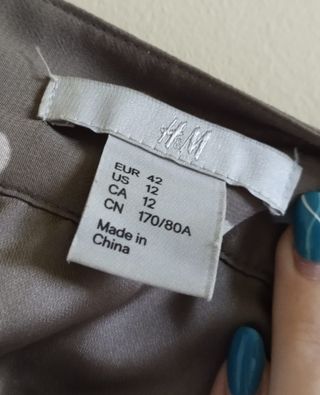 H&M
EUR 42
US 12
CA 12
CN 170/80A
Made in
China